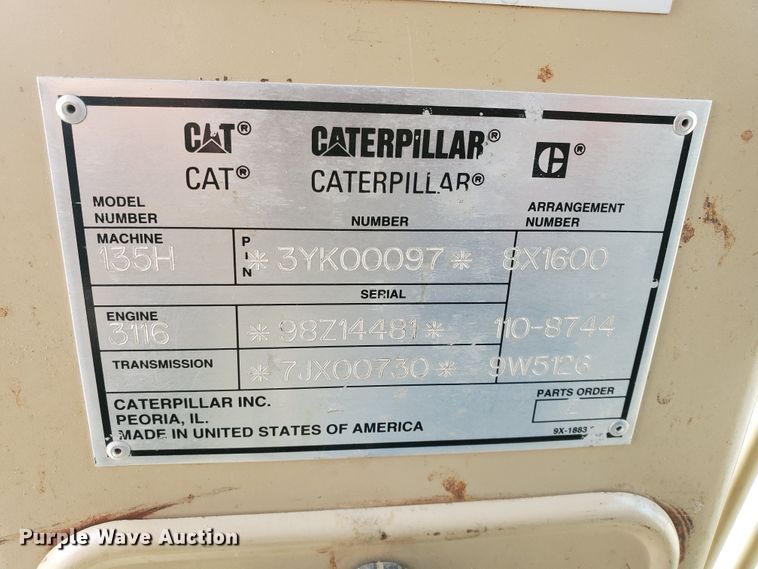 CAT® CATERPILLAR® ®
CAT® CATERPILLAR®
MODEL NUMBER NUMBER ARRANGEMENT NUMBER
MACHINE PIN
135H *3YK00097* 8X1600
SERIAL
ENGINE
3116 *98Z14481* 110-8744
TRANSMISSION *7JX00730* 9W5126
CATERPILLAR INC. PARTS ORDER
PEORIA, IL.
MADE IN UNITED STATES OF AMERICA 9X-1883
Purple Wave Auction